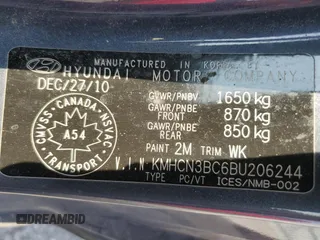 MANUFACTURED IN KOREA BY
HYUNDAI MOTOR COMPANY
DEC/27/10
GVWR/PNBV 1650 kg
GAWR/PNBE FRONT 870 kg
GAWR/PNBE REAR 850 kg
CMVSS • CANADA • NSVAC
A54
TRANSPORT
PAINT 2M TRIM WK
V.I.N KMHCN3BC6BU206244
TYPE PC/VT ICES/NMB-002
DREAMBID